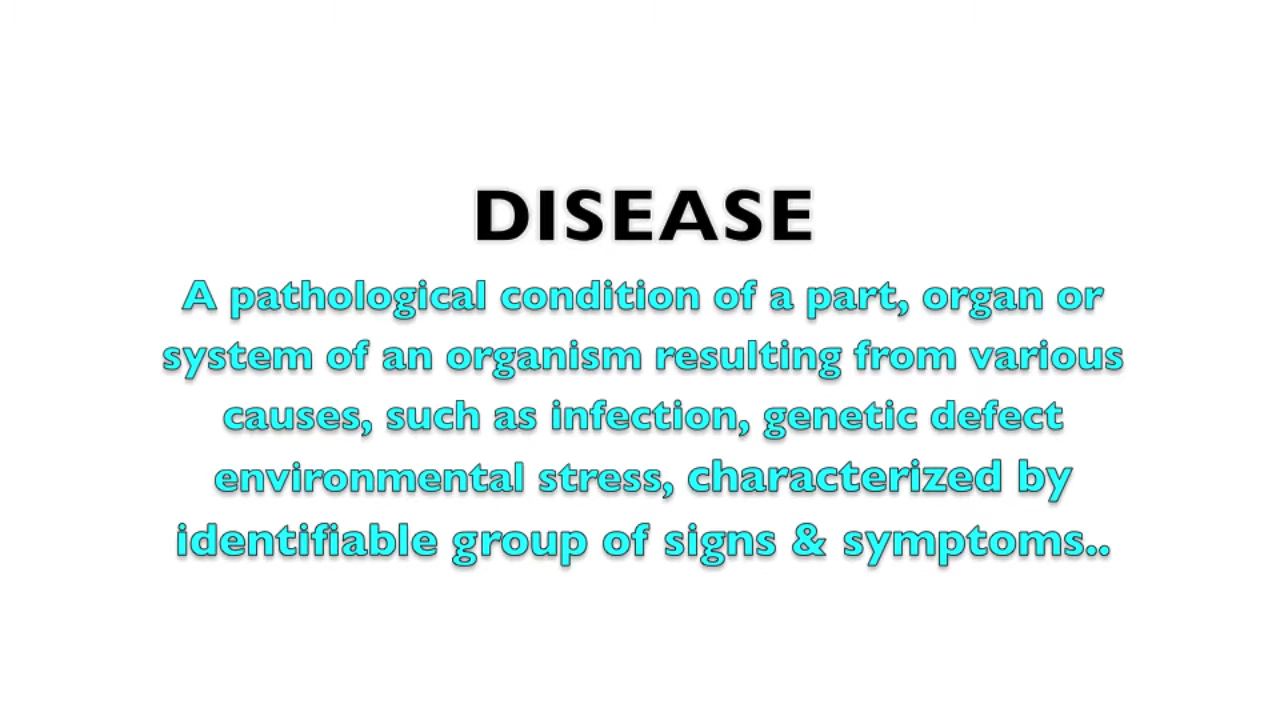 DISEASE
A pathological condition of a part, organ or
system of an organism resulting from various
causes, such as infection, genetic defect
environmental stress, characterized by
identifiable group of signs & symptoms..